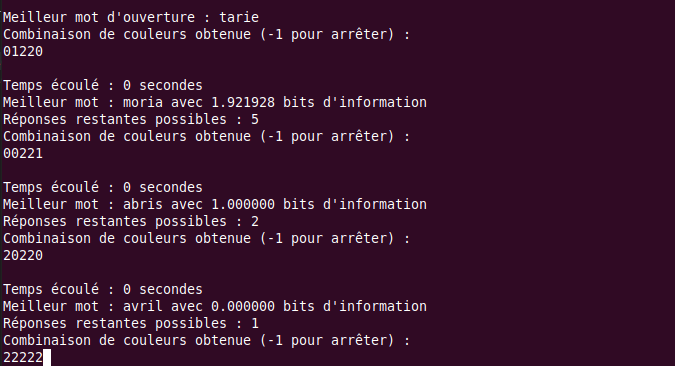 Meilleur mot d'ouverture : tarie
Combinaison de couleurs obtenue (-1 pour arrêter) :
01220
Temps écoulé : 0 secondes
Meilleur mot : moria avec 1.921928 bits d'information
Réponses restantes possibles : 5
Combinaison de couleurs obtenue (-1 pour arrêter) :
00221
Temps écoulé : 0 secondes
Meilleur mot : abris avec 1.000000 bits d'information
Réponses restantes possibles : 2
Combinaison de couleurs obtenue (-1 pour arrêter) :
20220
Temps écoulé : 0 secondes
Meilleur mot : avril avec 0.000000 bits d'information
Réponses restantes possibles : 1
Combinaison de couleurs obtenue (-1 pour arrêter) :
22222